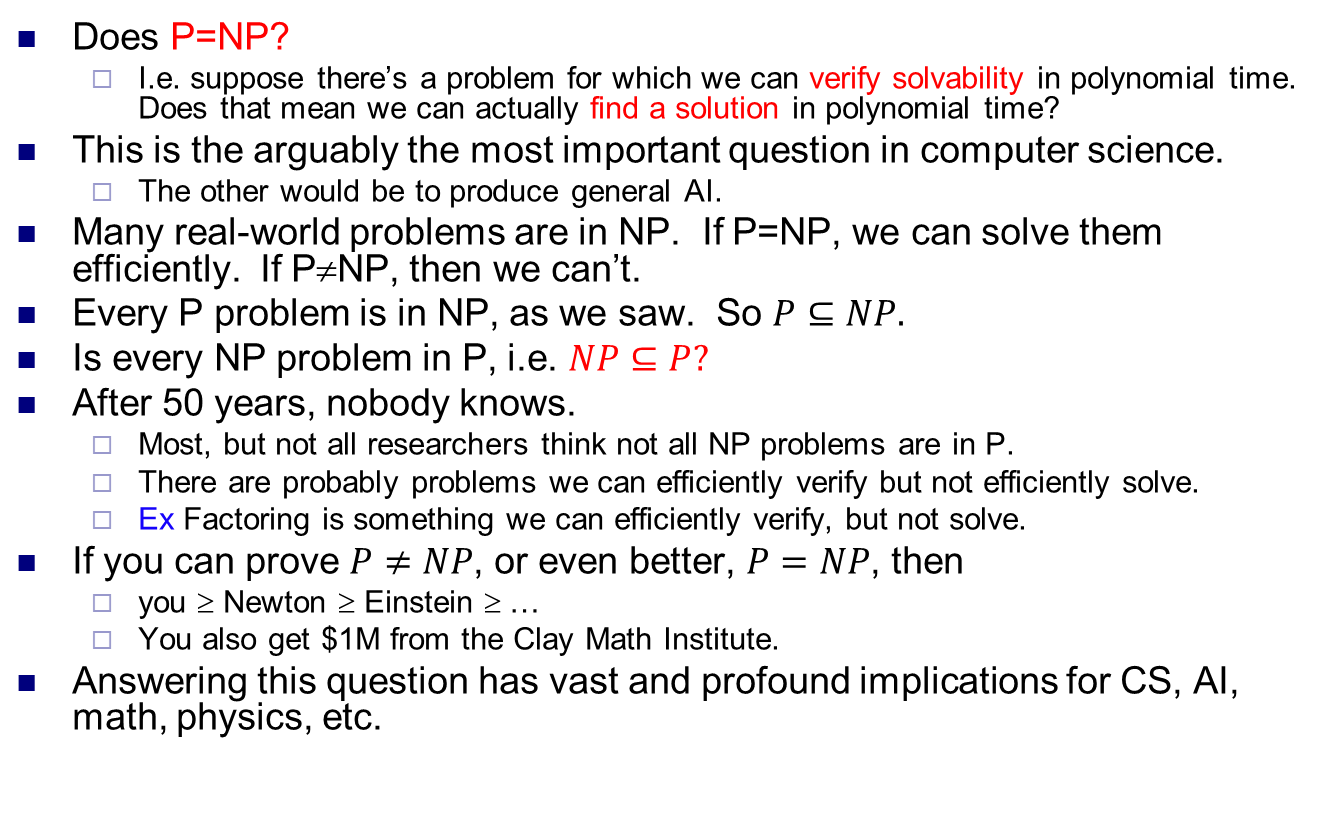 Does P=NP?
I.e. suppose there's a problem for which we can verify solvability in polynomial time.
Does that mean we can actually find a solution in polynomial time?
This is the arguably the most important question in computer science.
The other would be to produce general AI.
Many real-world problems are in NP. If P=NP, we can solve them
efficiently. If P≠NP, then we can't.
Every P problem is in NP, as we saw. So P ⊆ NP.
Is every NP problem in P, i.e. NP ⊆ P?
After 50 years, nobody knows.
Most, but not all researchers think not all NP problems are in P.
There are probably problems we can efficiently verify but not efficiently solve.
Ex Factoring is something we can efficiently verify, but not solve.
If you can prove P ≠ NP, or even better, P = NP, then
you ≥ Newton ≥ Einstein ≥ …
You also get $1M from the Clay Math Institute.
Answering this question has vast and profound implications for CS, AI,
math, physics, etc.